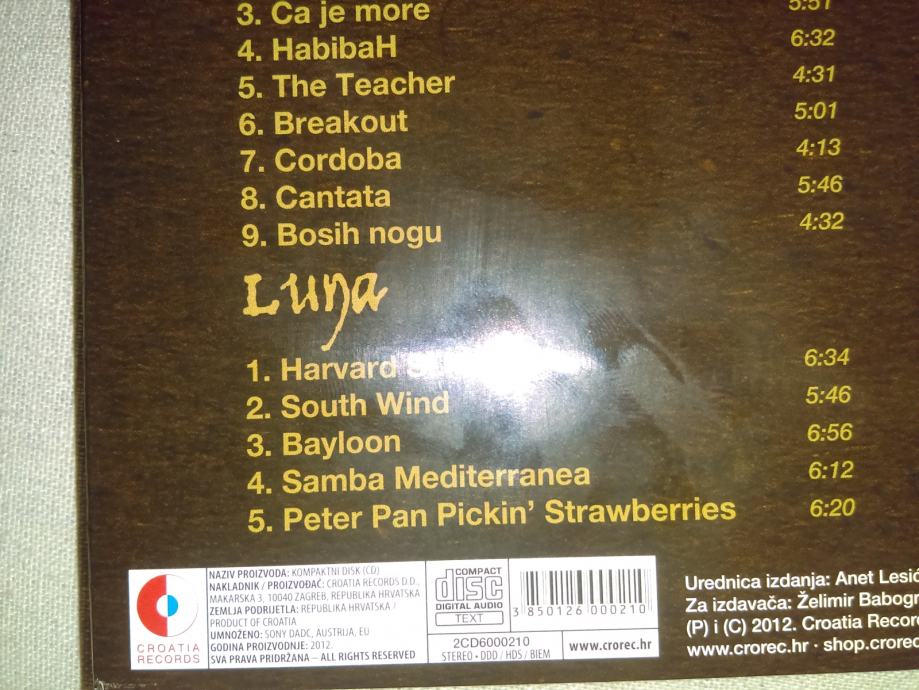 3. Ca je more 5:51
4. HabibaH 6:32
5. The Teacher 4:31
6. Breakout 5:01
7. Cordoba 4:13
8. Cantata 5:46
9. Bosih nogu 4:32
Luna
1. Harvard 6:34
2. South Wind 5:46
3. Bayloon 6:56
4. Samba Mediterranea 6:12
5. Peter Pan Pickin' Strawberries 6:20
CROATIA
RECORDS
NAZIV PROIZVODA: KOMPAKTNI DISK (CD)
NAKLADNIK / PROIZVOĐAČ: CROATIA RECORDS D.D.,
MAKARSKA 3, 10040 ZAGREB, REPUBLIKA HRVATSKA
ZEMLJA PODRIJETLA: REPUBLIKA HRVATSKA /
PRODUCT OF CROATIA
UMNOŽENO: SONY DADC, AUSTRIJA, EU
GODINA PROIZVODNJE: 2012.
SVA PRAVA PRIDRŽANA – ALL RIGHTS RESERVED
COMPACT
disc
DIGITAL AUDIO
TEXT
2CD6000210
STEREO • DDD / HDS / BIEM
3 850126 000210
www.crorec.hr
Urednica izdanja: Anet Lesić
Za izdavača: Želimir Babogr
(P) i (C) 2012. Croatia Recor
www.crorec.hr · shop.crorec